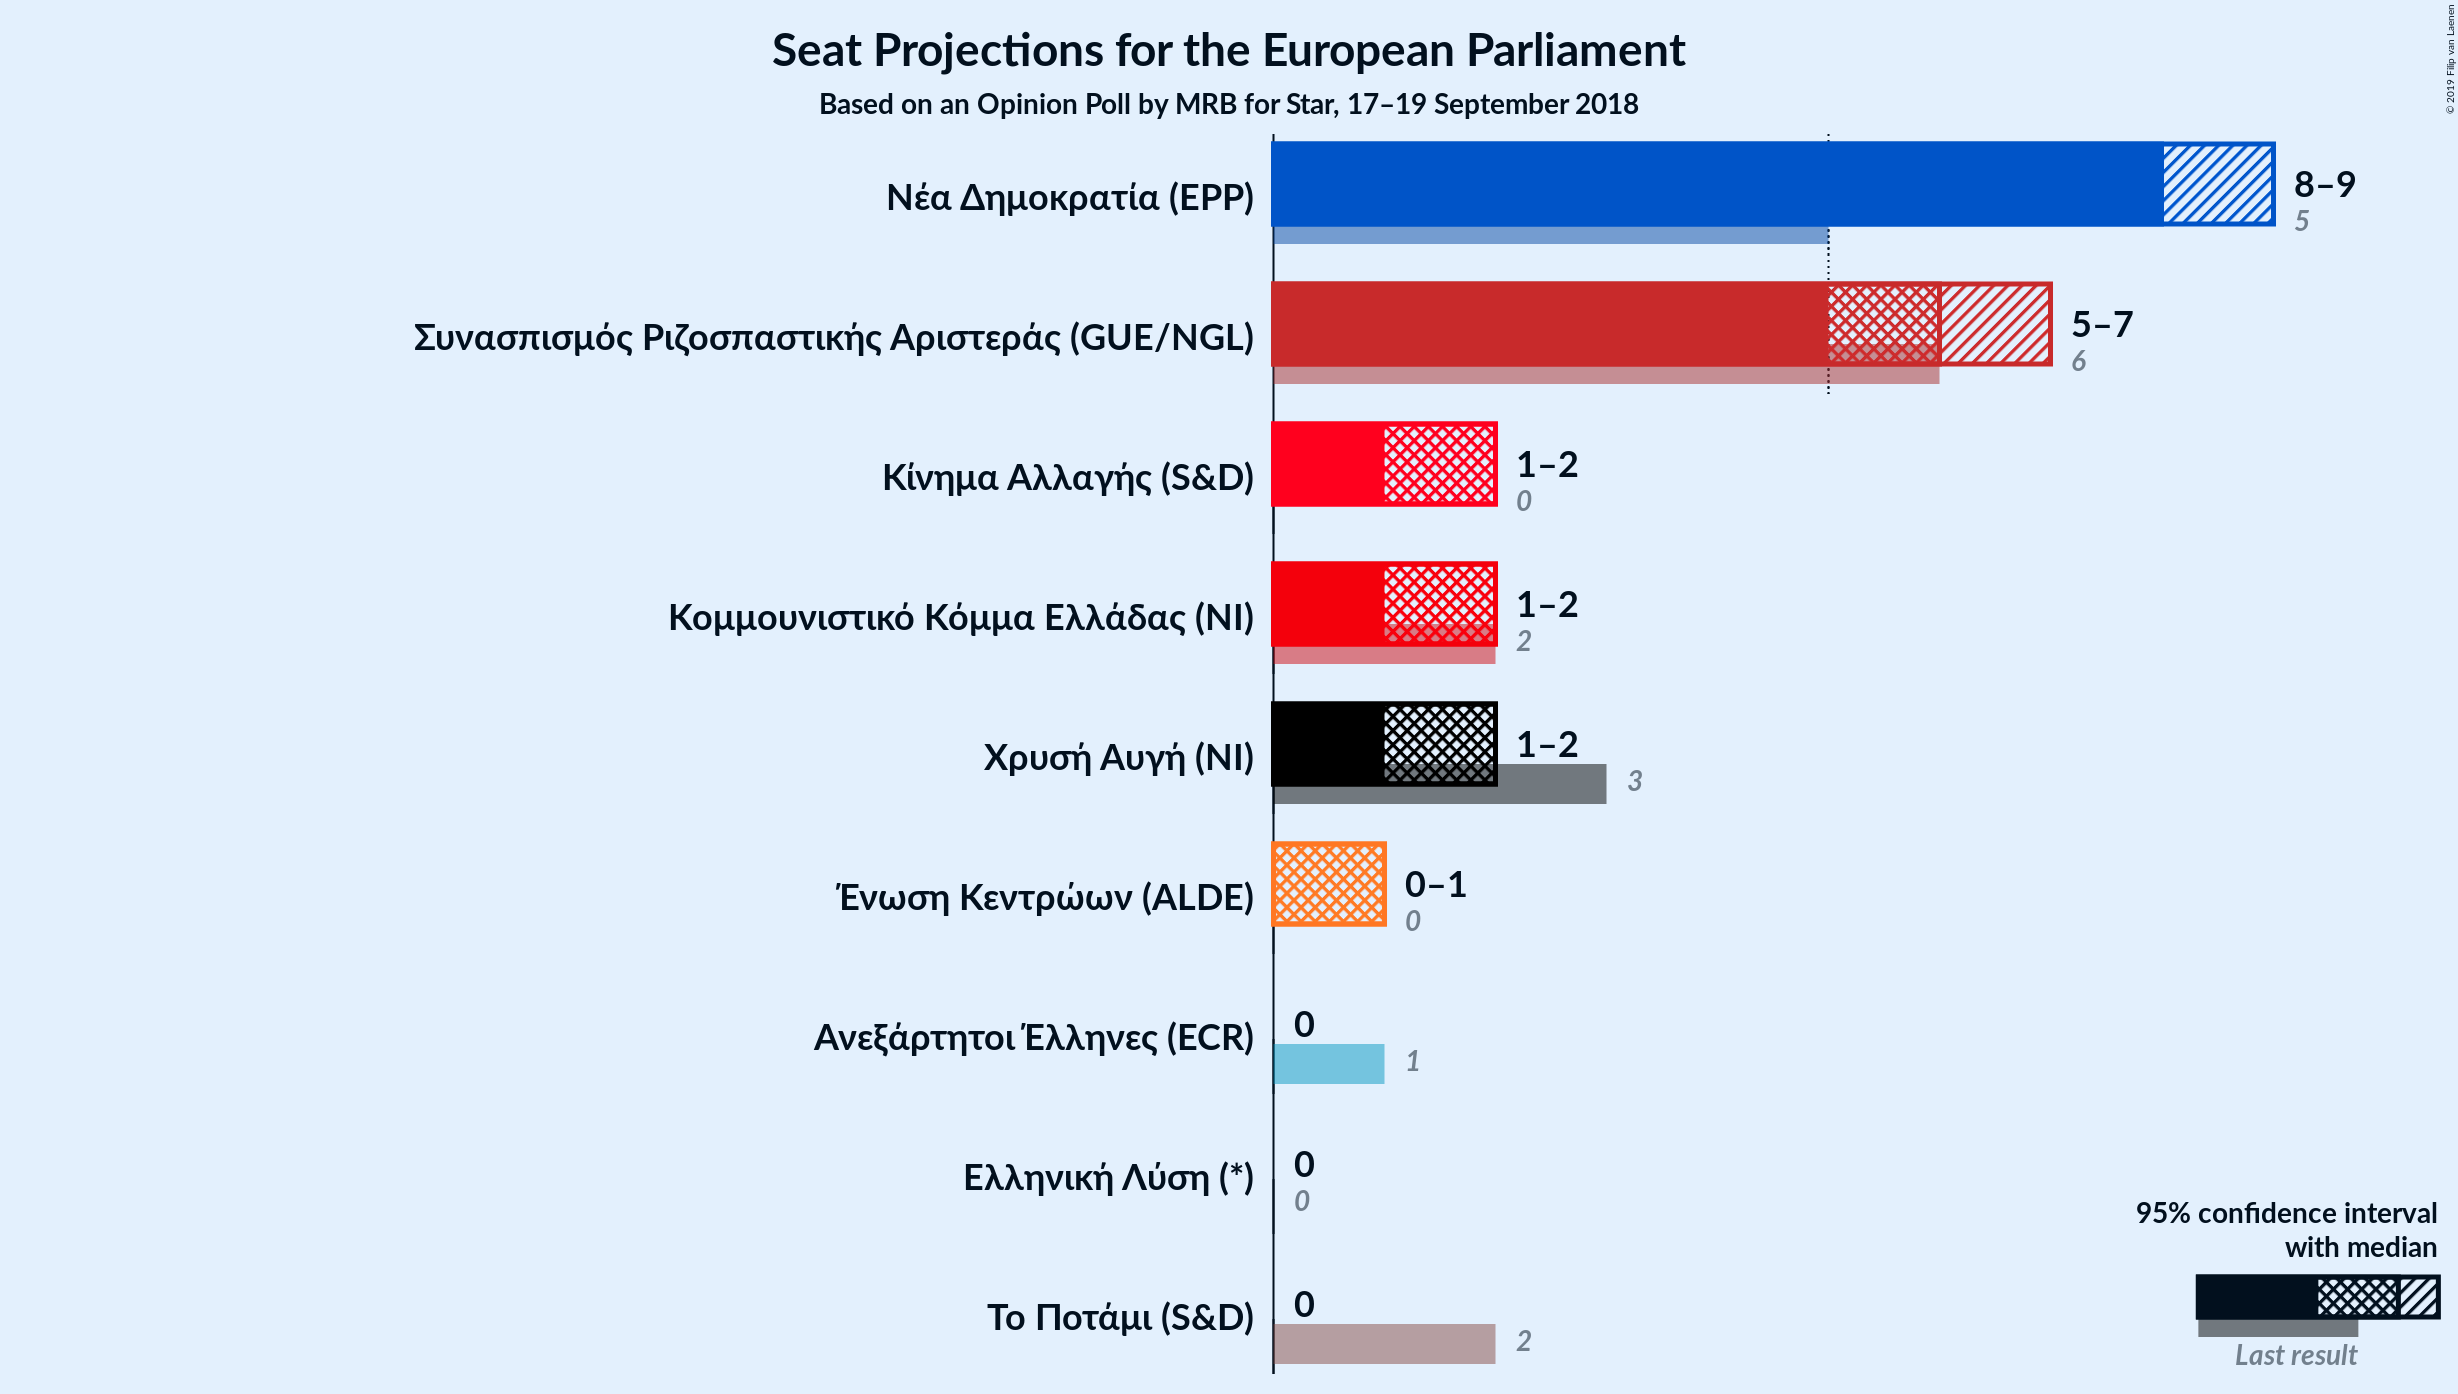 Seat Projections for the European Parliament
Based on an Opinion Poll by MRB for Star, 17–19 September 2018
© 2019 Filip van Laenen
Νέα Δημοκρατία (EPP)
8–9
5
Συνασπισμός Ριζοσπαστικής Αριστεράς (GUE/NGL)
5–7
6
Κίνημα Αλλαγής (S&D)
1–2
0
Κομμουνιστικό Κόμμα Ελλάδας (NI)
1–2
2
Χρυσή Αυγή (NI)
1–2
3
Ένωση Κεντρώων (ALDE)
0–1
0
Ανεξάρτητοι Έλληνες (ECR)
0
1
Ελληνική Λύση (*)
0
0
Το Ποτάμι (S&D)
0
2
95% confidence interval
with median
Last result